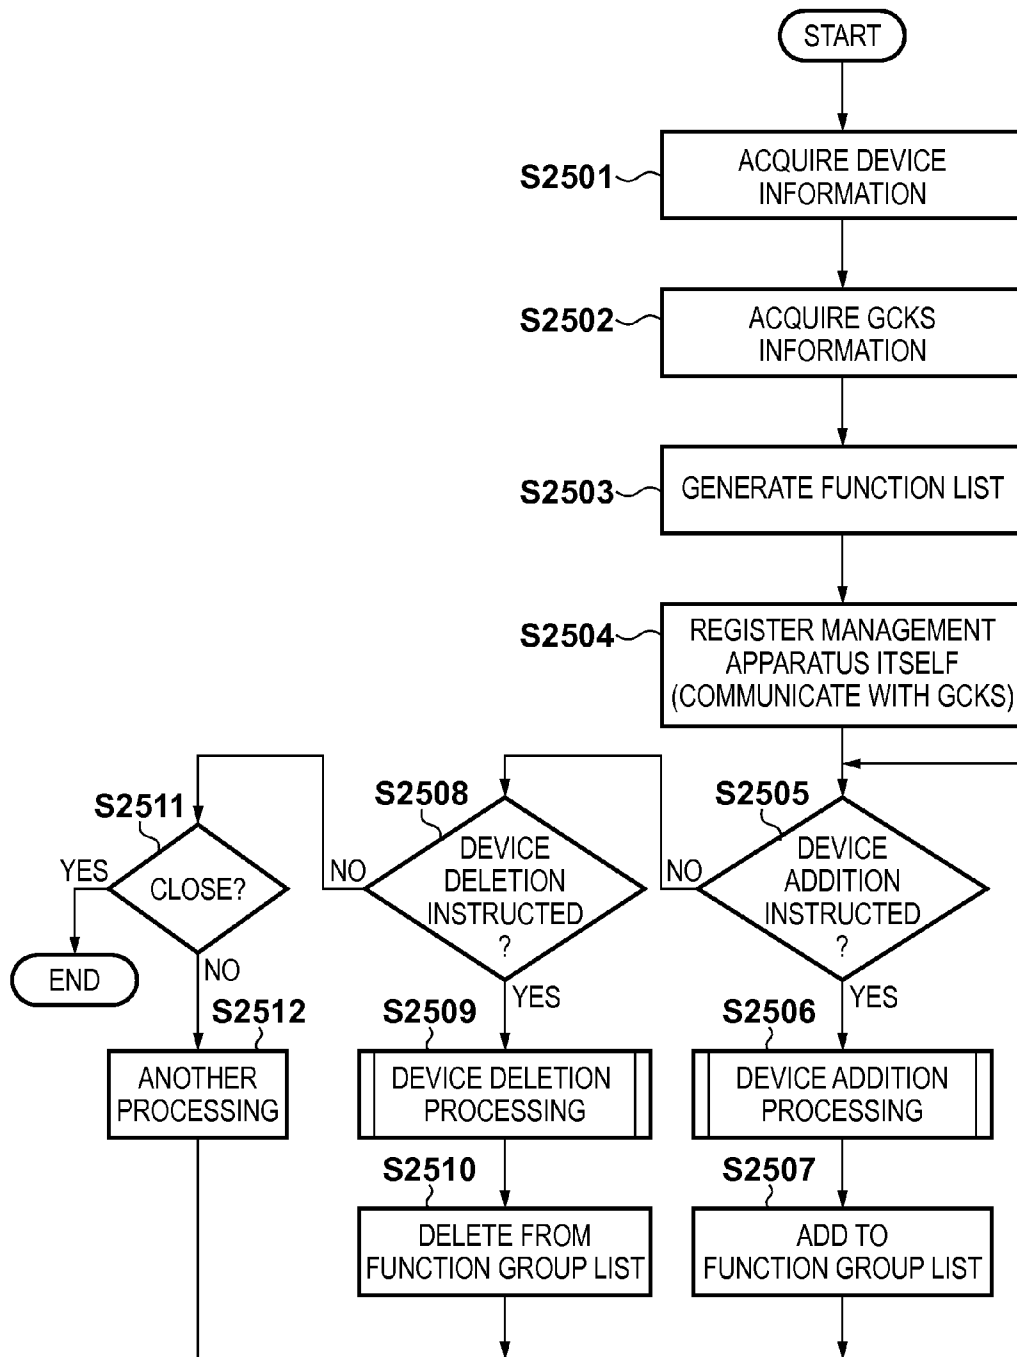 START
S2501
ACQUIRE DEVICE
INFORMATION
S2502
ACQUIRE GCKS
INFORMATION
S2503
GENERATE FUNCTION LIST
S2504
REGISTER MANAGEMENT
APPARATUS ITSELF
(COMMUNICATE WITH GCKS)
S2511
YES
CLOSE?
NO
END
S2508
NO
DEVICE
DELETION
INSTRUCTED
?
YES
S2505
NO
DEVICE
ADDITION
INSTRUCTED
?
YES
S2512
ANOTHER
PROCESSING
S2509
DEVICE DELETION
PROCESSING
S2506
DEVICE ADDITION
PROCESSING
S2510
DELETE FROM
FUNCTION GROUP LIST
S2507
ADD TO
FUNCTION GROUP LIST